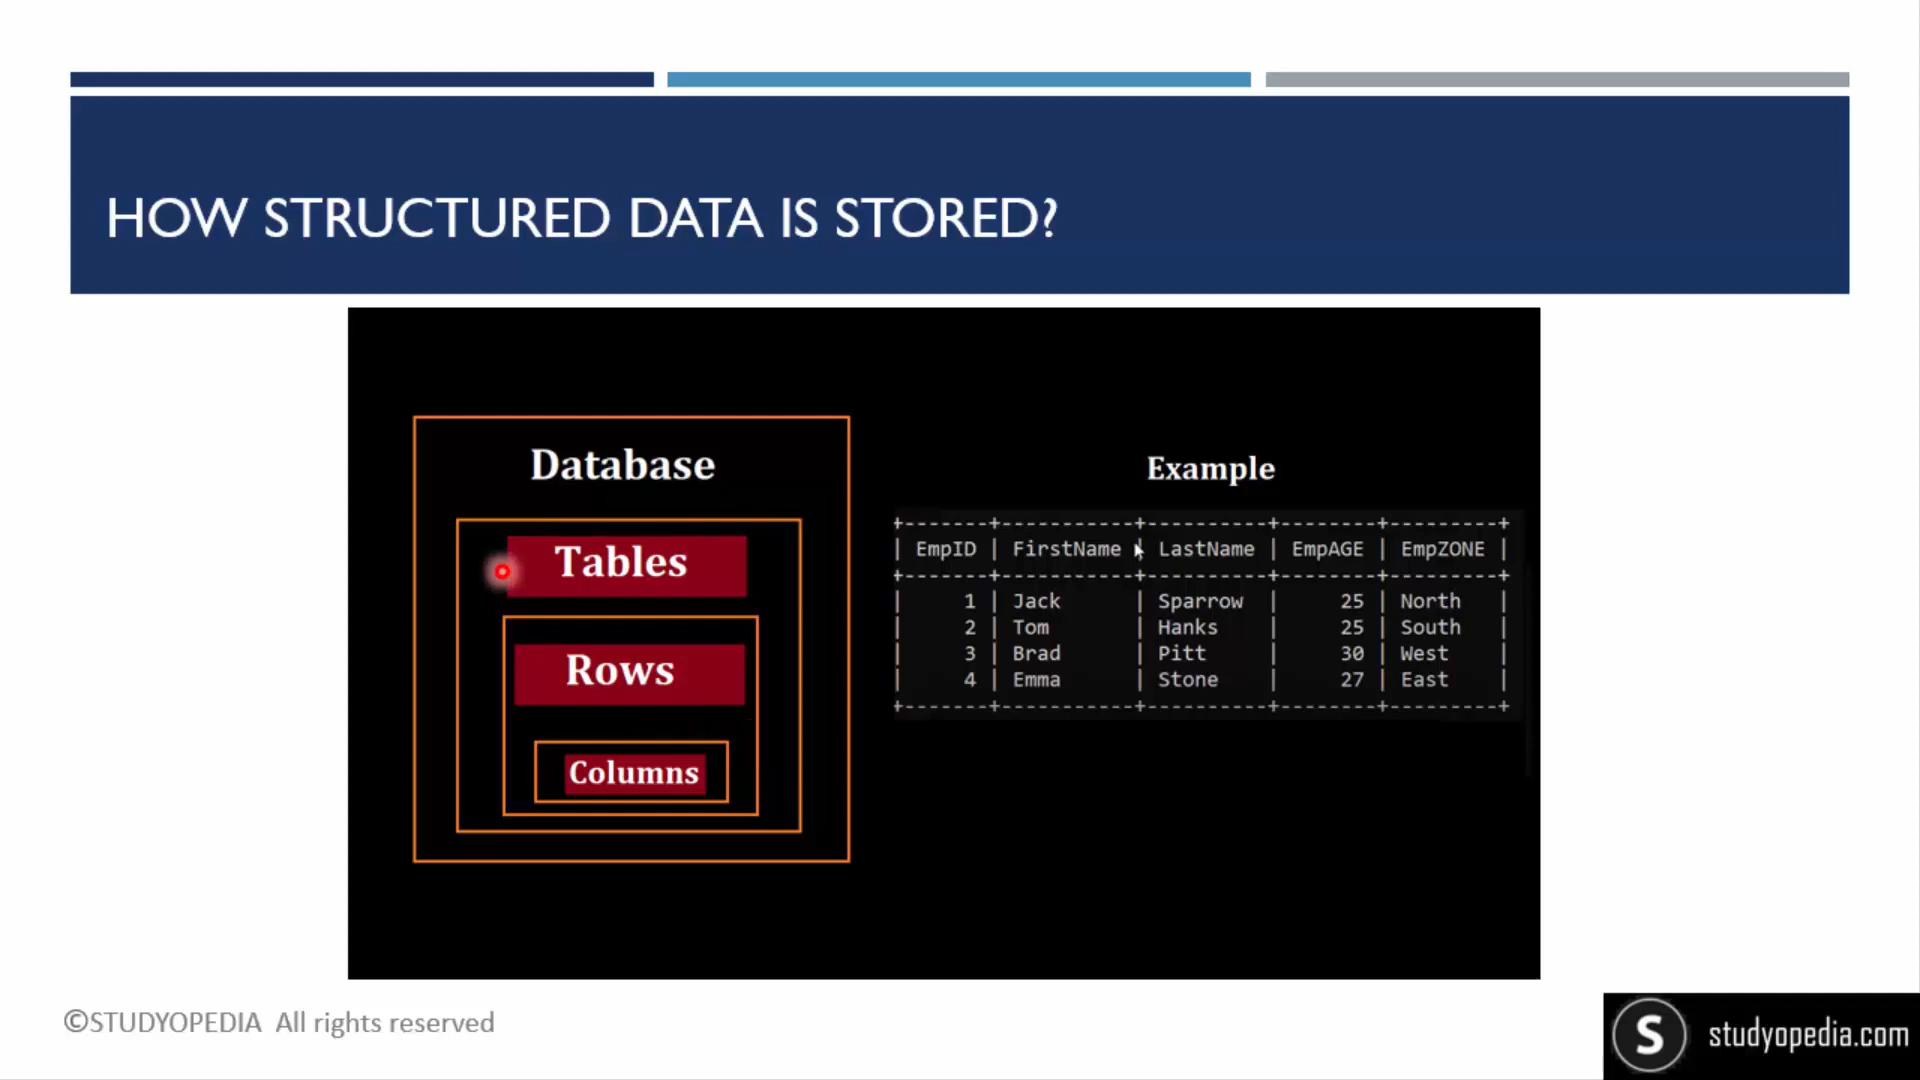 HOW STRUCTURED DATA IS STORED?
Database
Tables
Rows
Columns
Example
+-------+-----------+----------+--------+---------+
| EmpID | FirstName | LastName | EmpAGE | EmpZONE |
+-------+-----------+----------+--------+---------+
| 1 | Jack | Sparrow | 25 | North |
| 2 | Tom | Hanks | 25 | South |
| 3 | Brad | Pitt | 30 | West |
| 4 | Emma | Stone | 27 | East |
+-------+-----------+----------+--------+---------+
©STUDYOPEDIA All rights reserved
S studyopedia.com